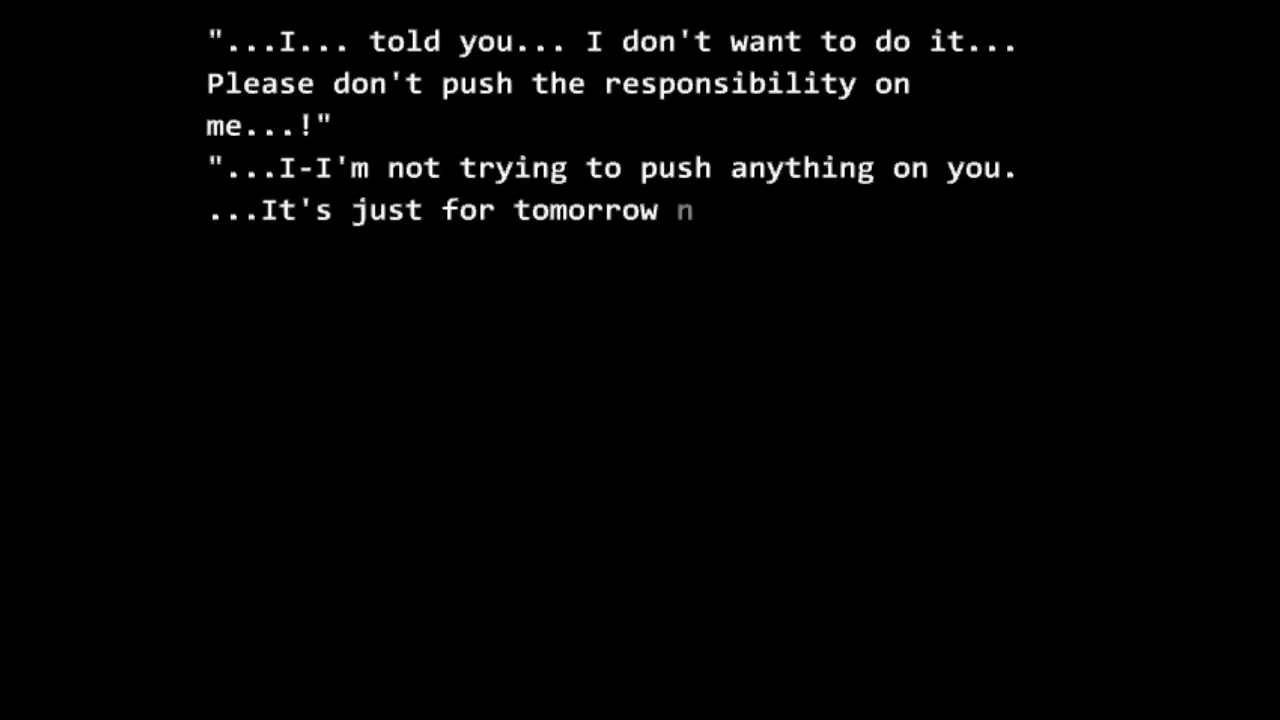 "...I... told you... I don't want to do it...
Please don't push the responsibility on
me...!"
"...I-I'm not trying to push anything on you.
...It's just for tomorrow n